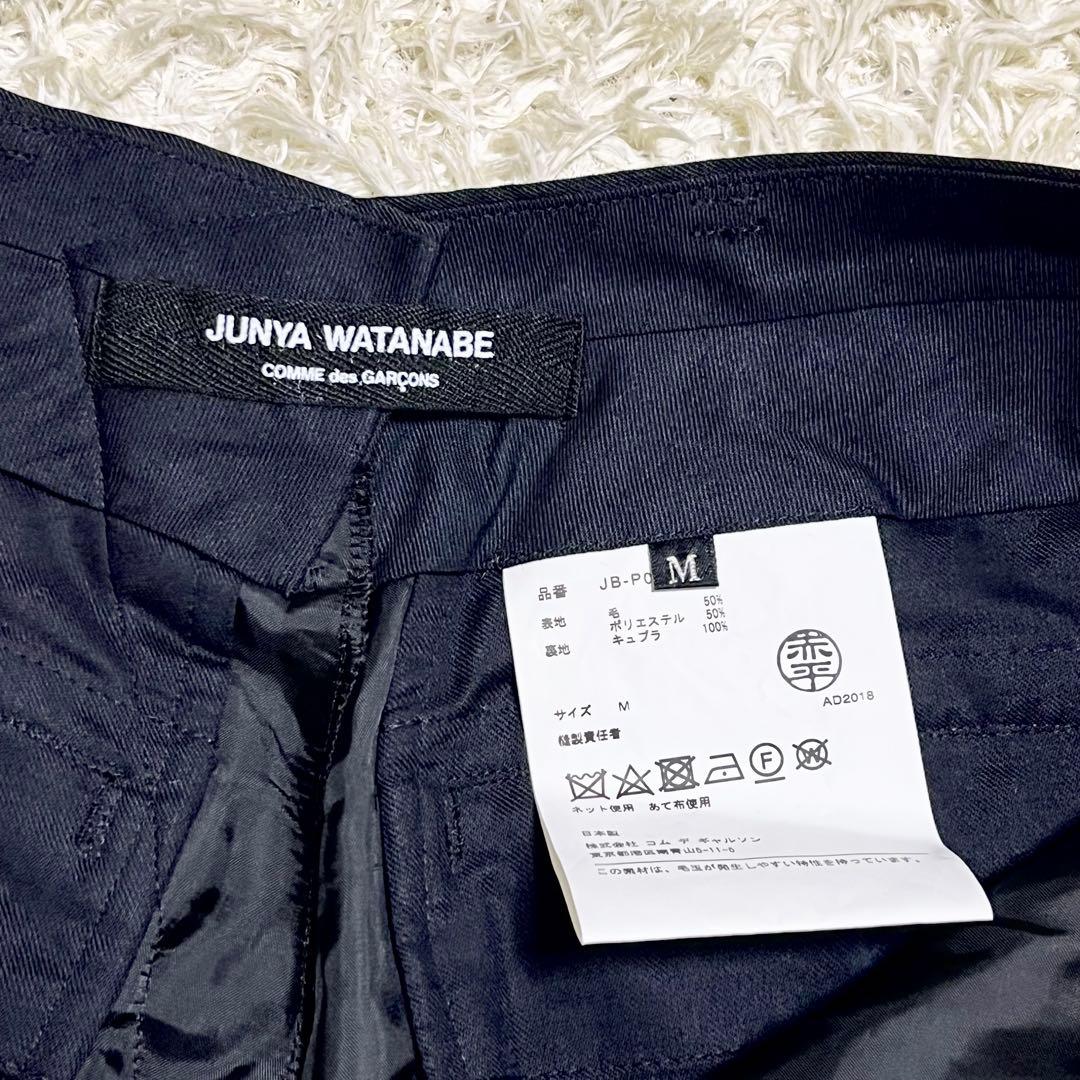 JUNYA WATANABE
COMME des GARÇONS
M
品番 JB-P0
表地 毛 50%
ポリエステル 50%
裏地 キュプラ 100%
AD2018
サイズ M
縫製責任者
F W
ネット使用 あて布使用
日本製
株式会社 コム デ ギャルソン
東京都港区南青山5-11-5
この素材は、毛玉が発生しやすい特性を持っています。